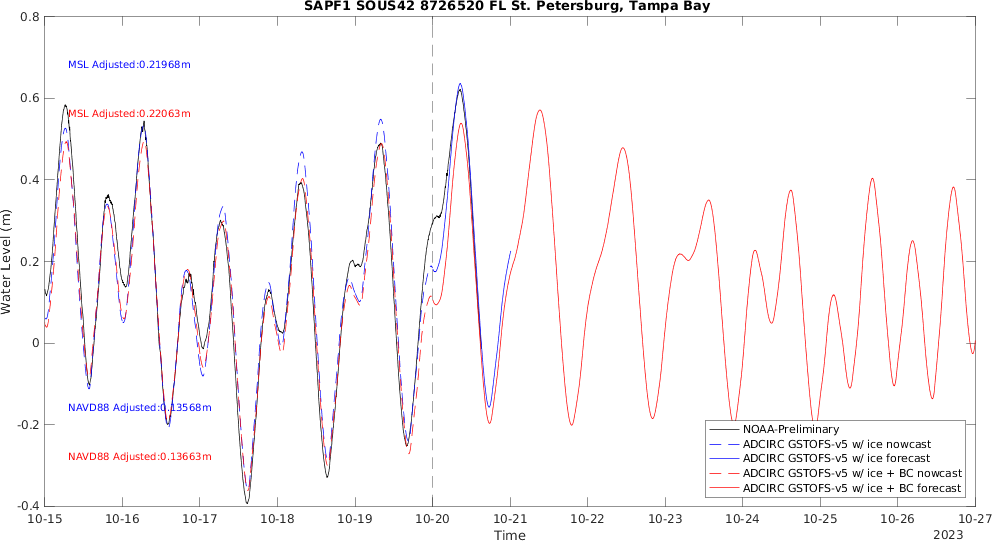 SAPF1 SOUS42 8726520 FL St. Petersburg, Tampa Bay
Water Level (m)
0.8
0.6
0.4
0.2
0
-0.2
-0.4
MSL Adjusted:0.21968m
MSL Adjusted:0.22063m
NAVD88 Adjusted:0.13568m
NAVD88 Adjusted:0.13663m
NOAA-Preliminary
ADCIRC GSTOFS-v5 w/ ice nowcast
ADCIRC GSTOFS-v5 w/ ice forecast
ADCIRC GSTOFS-v5 w/ ice + BC nowcast
ADCIRC GSTOFS-v5 w/ ice + BC forecast
10-15 10-16 10-17 10-18 10-19 10-20 10-21 10-22 10-23 10-24 10-25 10-26 10-27
Time
2023